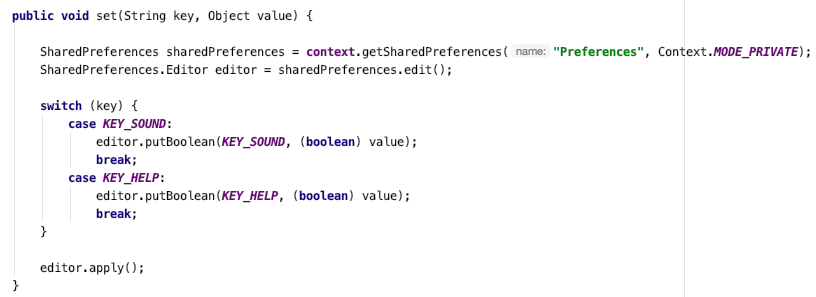 public void set(String key, Object value) {
SharedPreferences sharedPreferences = context.getSharedPreferences( name: "Preferences", Context.MODE_PRIVATE);
SharedPreferences.Editor editor = sharedPreferences.edit();
switch (key) {
case KEY_SOUND:
editor.putBoolean(KEY_SOUND, (boolean) value);
break;
case KEY_HELP:
editor.putBoolean(KEY_HELP, (boolean) value);
break;
}
editor.apply();
}